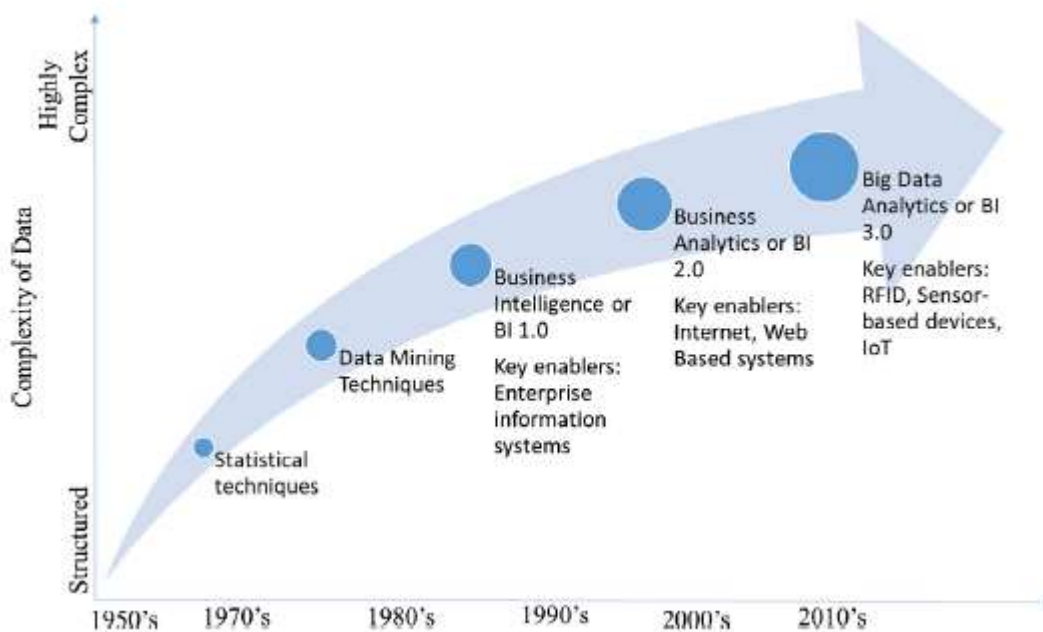 Highly
Complex
Complexity of Data
Structured
Big Data
Analytics or BI
3.0
Key enablers:
RFID, Sensor-
based devices,
IoT
Business
Analytics or BI
2.0
Key enablers:
Internet, Web
Based systems
Business
Intelligence or
BI 1.0
Key enablers:
Enterprise
information
systems
Data Mining
Techniques
Statistical
techniques
1950's
1970's
1980's
1990's
2000's
2010's